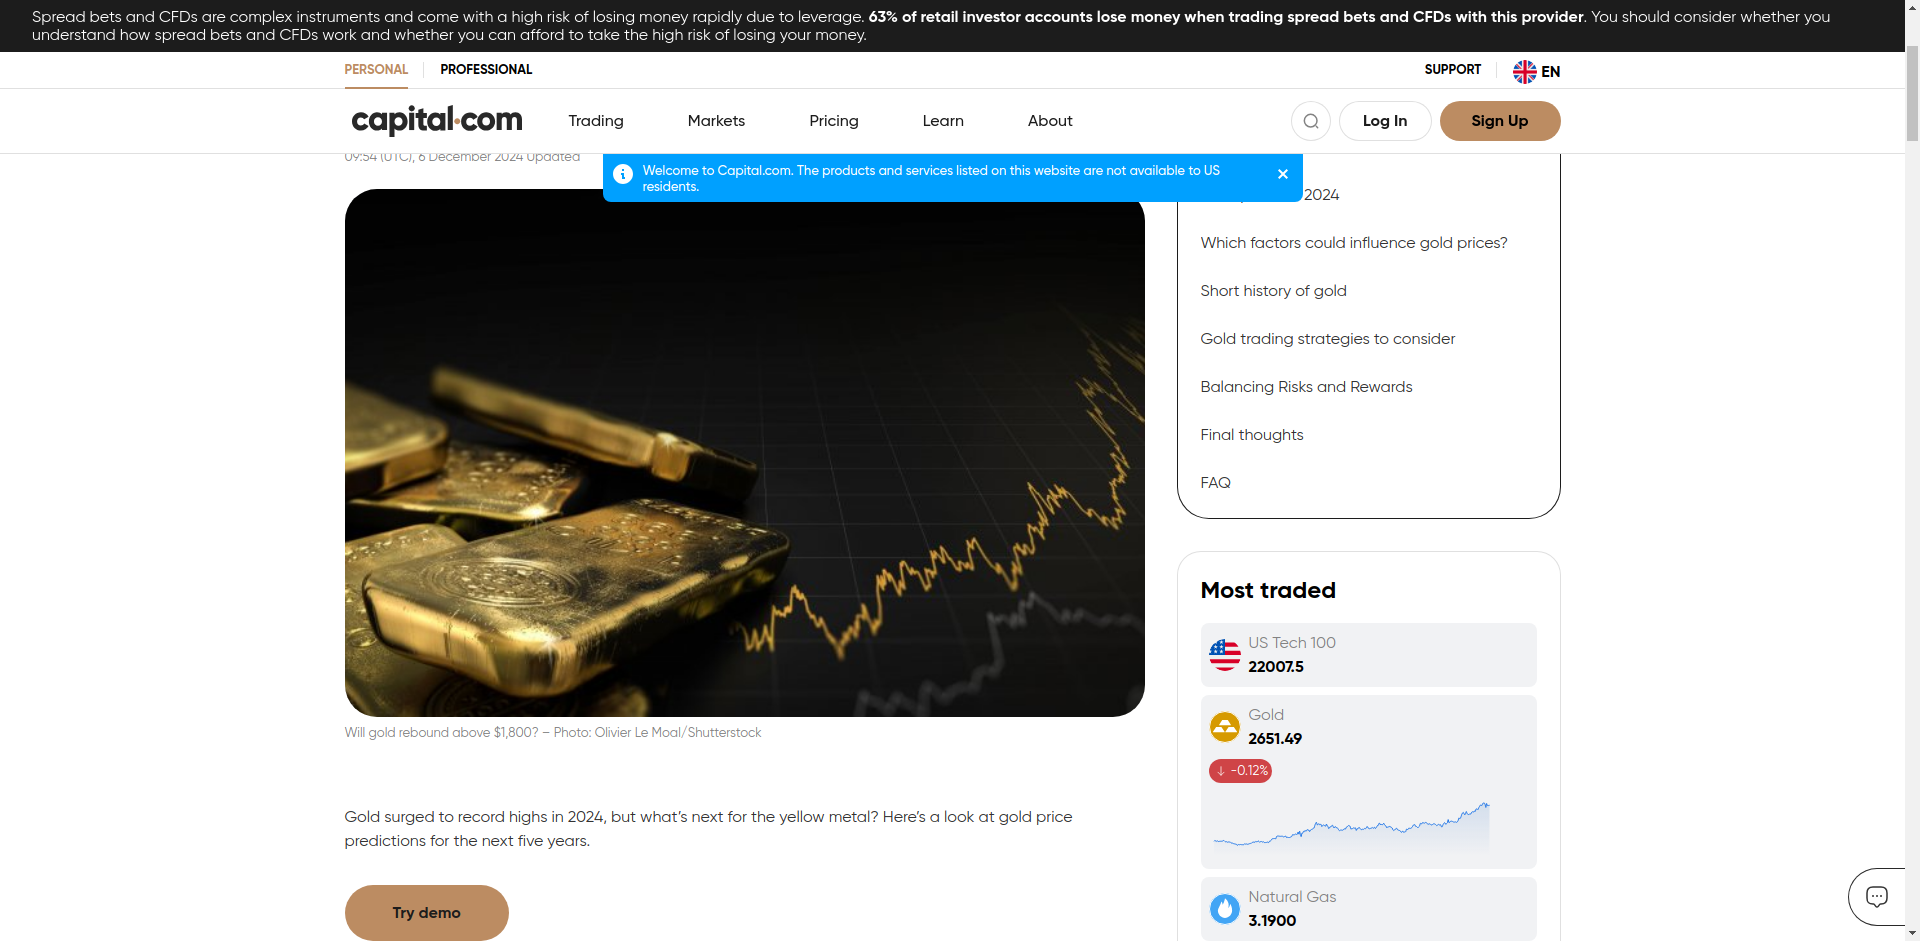 Spread bets and CFDs are complex instruments and come with a high risk of losing money rapidly due to leverage. 63% of retail investor accounts lose money when trading spread bets and CFDs with this provider. You should consider whether you
understand how spread bets and CFDs work and whether you can afford to take the high risk of losing your money.
PERSONAL
PROFESSIONAL
SUPPORT
EN
capital.com
Trading
Markets
Pricing
Learn
About
Log In
Sign Up
09:54 (UTC), 6 December 2024 Updated
Welcome to Capital.com. The products and services listed on this website are not available to US
residents.
2024
Which factors could influence gold prices?
Short history of gold
Gold trading strategies to consider
Balancing Risks and Rewards
Final thoughts
FAQ
Will gold rebound above $1,800? – Photo: Olivier Le Moal/Shutterstock
Gold surged to record highs in 2024, but what’s next for the yellow metal? Here’s a look at gold price
predictions for the next five years.
Try demo
Most traded
US Tech 100
22007.5
Gold
2651.49
↓ -0.12%
Natural Gas
3.1900